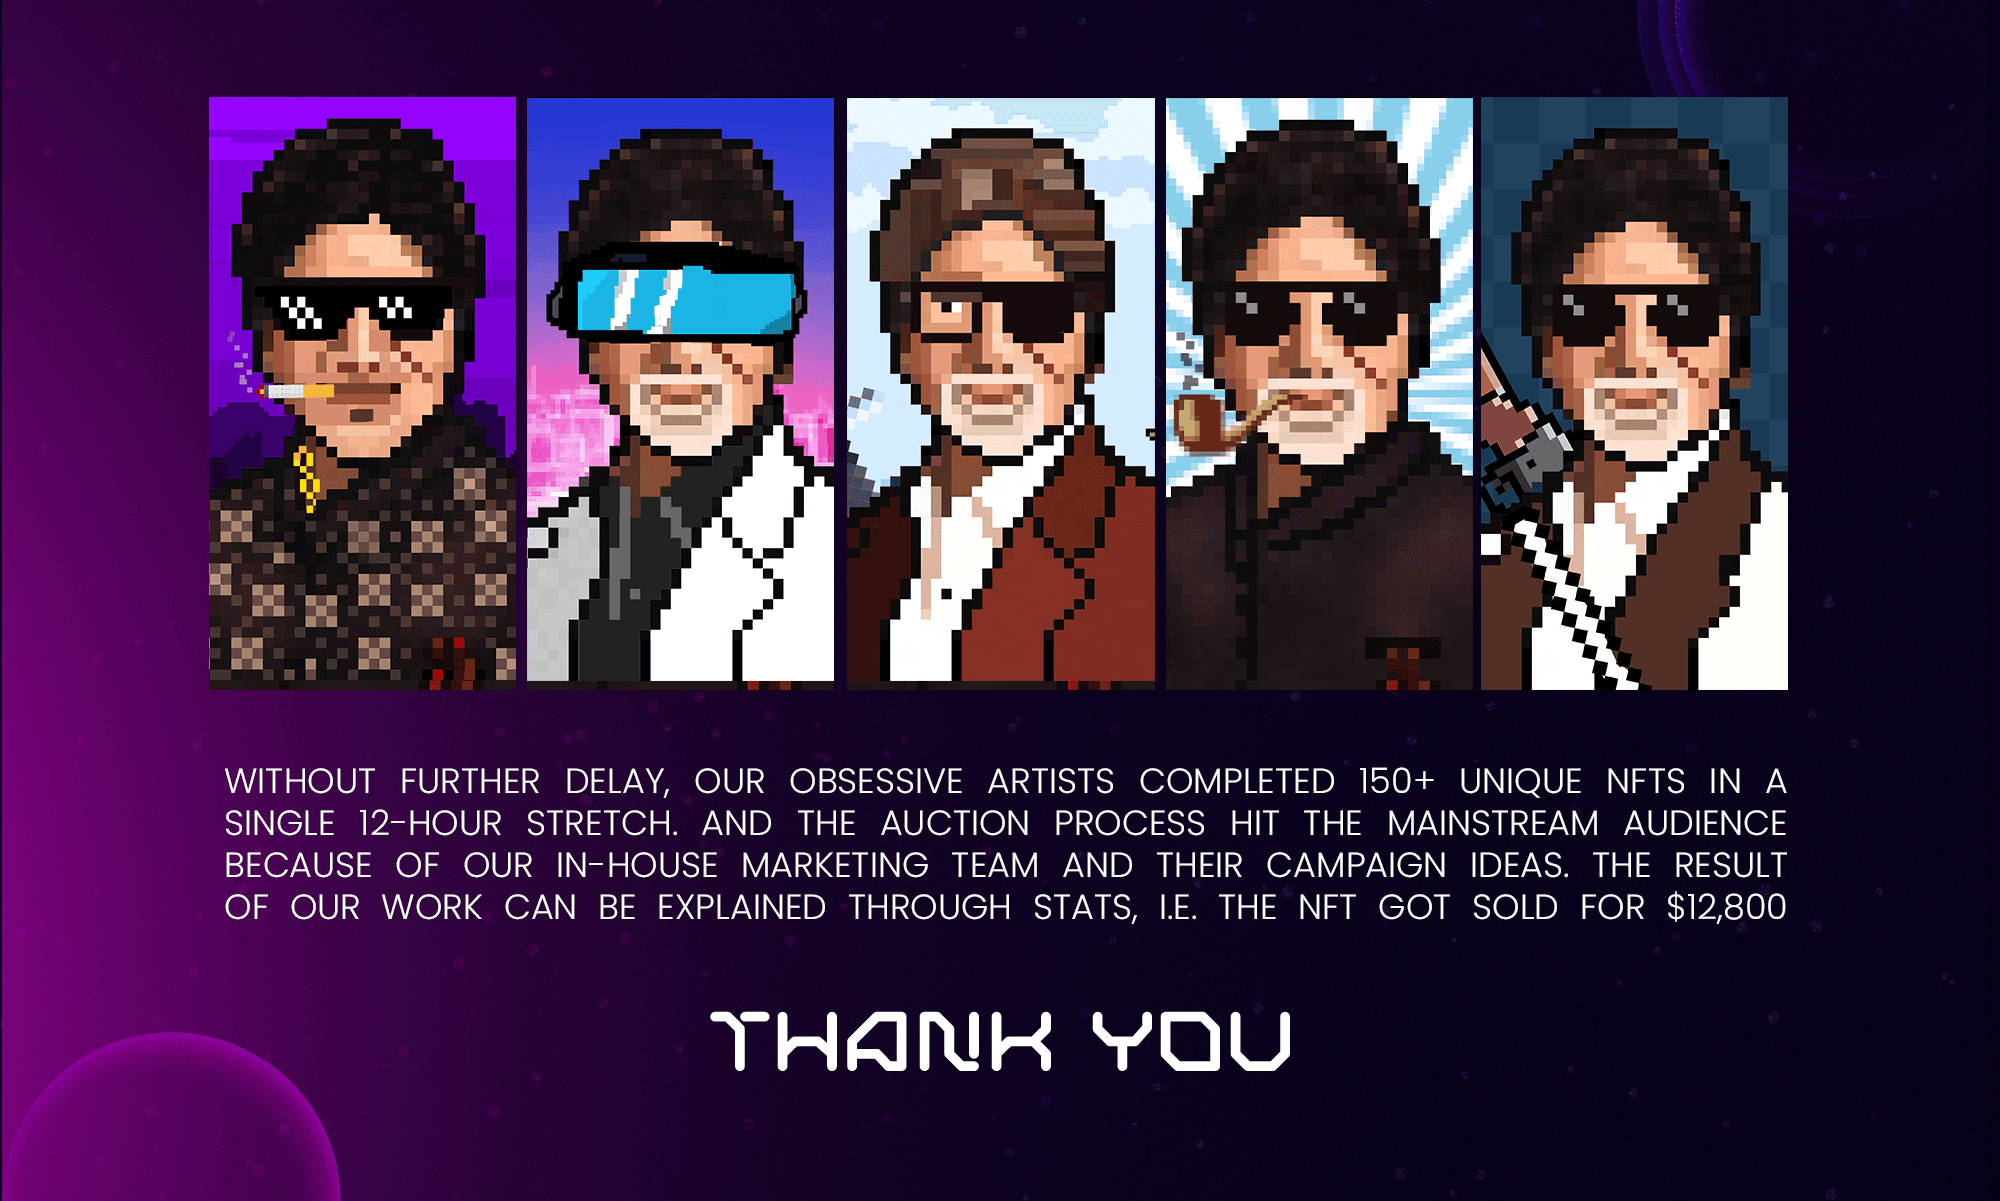 WITHOUT FURTHER DELAY, OUR OBSESSIVE ARTISTS COMPLETED 150+ UNIQUE NFTS IN A
SINGLE 12-HOUR STRETCH. AND THE AUCTION PROCESS HIT THE MAINSTREAM AUDIENCE
BECAUSE OF OUR IN-HOUSE MARKETING TEAM AND THEIR CAMPAIGN IDEAS. THE RESULT
OF OUR WORK CAN BE EXPLAINED THROUGH STATS, I.E. THE NFT GOT SOLD FOR $12,800
THANK YOU